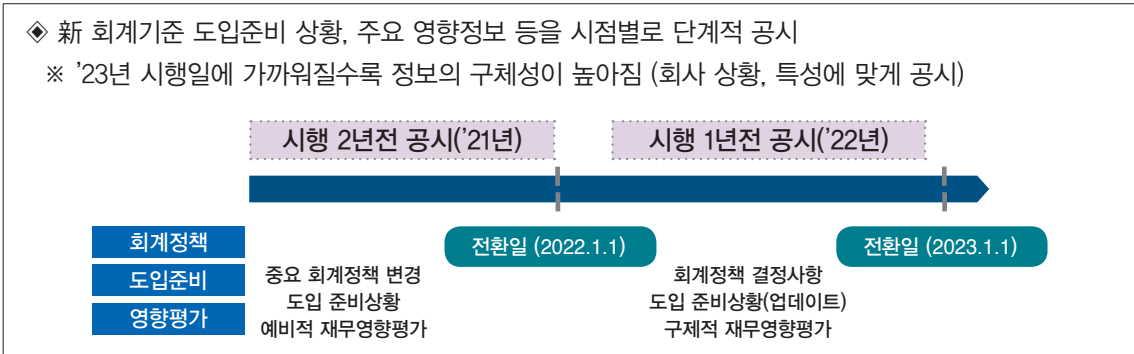 ◈ 新 회계기준 도입준비 상황, 주요 영향정보 등을 시점별로 단계적 공시
※ ’23년 시행일에 가까워질수록 정보의 구체성이 높아짐 (회사 상황, 특성에 맞게 공시)
시행 2년전 공시(’21년) 시행 1년전 공시(’22년)
회계정책 전환일 (2022.1.1) 전환일 (2023.1.1)
도입준비 중요 회계정책 변경 회계정책 결정사항
도입 준비상황 도입 준비상황(업데이트)
영향평가 예비적 재무영향평가 구제적 재무영향평가